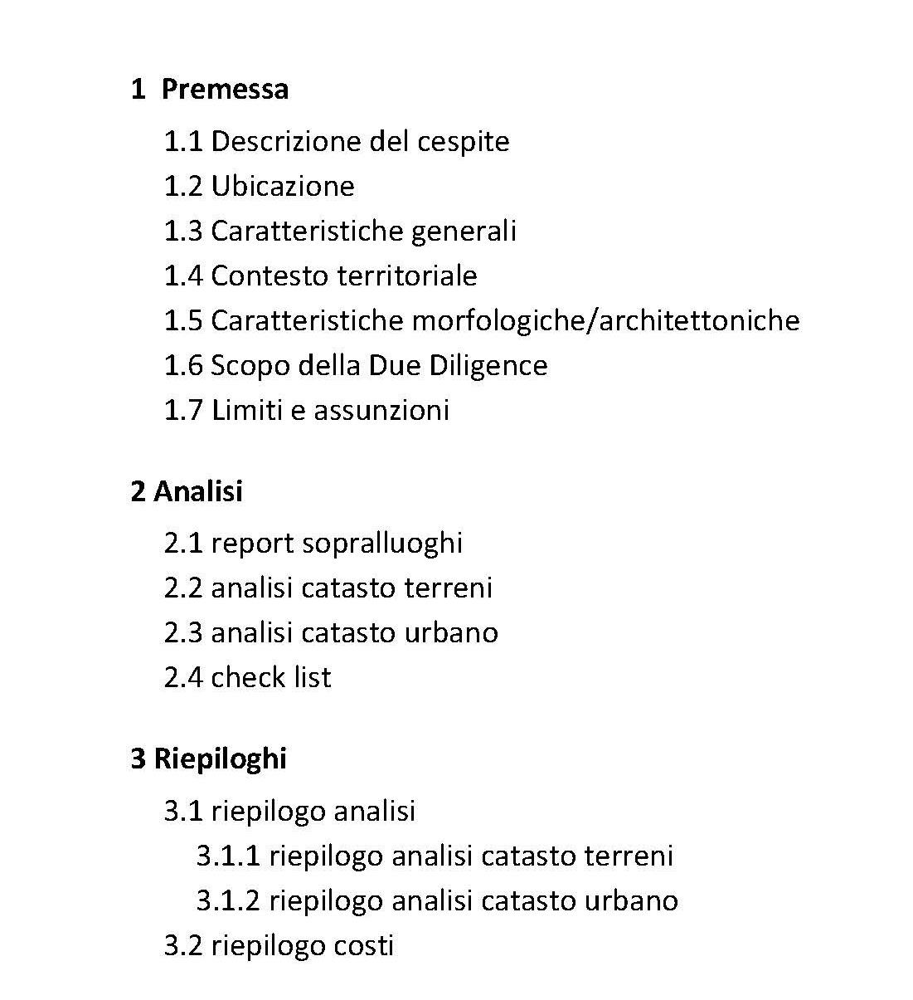 1 Premessa
1.1 Descrizione del cespite
1.2 Ubicazione
1.3 Caratteristiche generali
1.4 Contesto territoriale
1.5 Caratteristiche morfologiche/architettoniche
1.6 Scopo della Due Diligence
1.7 Limiti e assunzioni
2 Analisi
2.1 report sopralluoghi
2.2 analisi catasto terreni
2.3 analisi catasto urbano
2.4 check list
3 Riepiloghi
3.1 riepilogo analisi
3.1.1 riepilogo analisi catasto terreni
3.1.2 riepilogo analisi catasto urbano
3.2 riepilogo costi